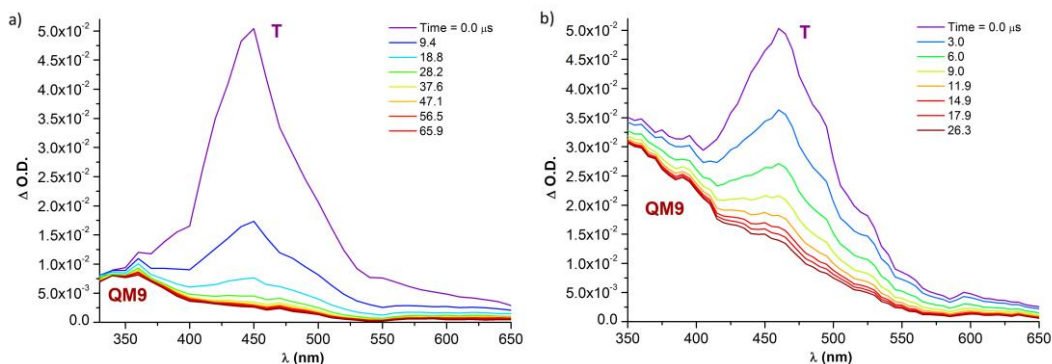 a)
5.0x10⁻²
4.5x10⁻²
4.0x10⁻²
3.5x10⁻²
3.0x10⁻²
2.5x10⁻²
2.0x10⁻²
1.5x10⁻²
1.0x10⁻²
5.0x10⁻³
0.0
Δ O.D.
T
QM9
Time = 0.0 μs
9.4
18.8
28.2
37.6
47.1
56.5
65.9
350 400 450 500 550 600 650
λ (nm)
b)
5.0x10⁻²
4.5x10⁻²
4.0x10⁻²
3.5x10⁻²
3.0x10⁻²
2.5x10⁻²
2.0x10⁻²
1.5x10⁻²
1.0x10⁻²
5.0x10⁻³
0.0
Δ O.D.
T
QM9
Time = 0.0 μs
3.0
6.0
9.0
11.9
14.9
17.9
26.3
350 400 450 500 550 600 650
λ (nm)